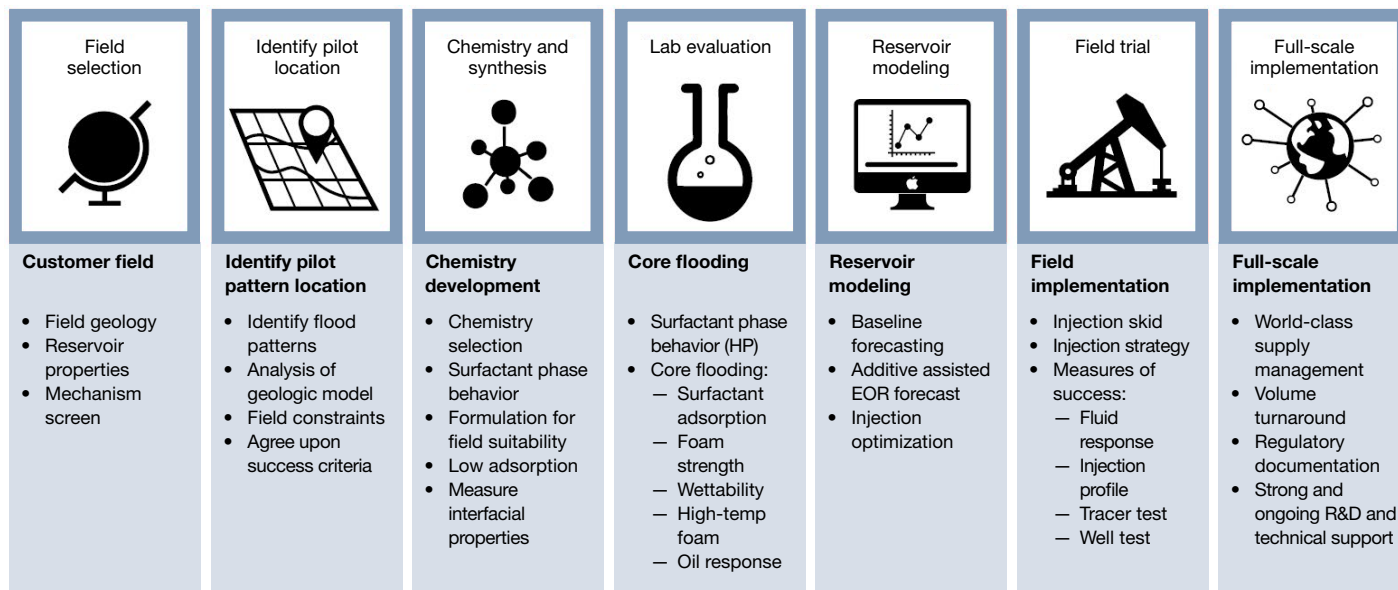 Field
selection
Customer field
• Field geology
• Reservoir
properties
• Mechanism
screen
Identify pilot
location
Identify pilot
pattern location
• Identify flood
patterns
• Analysis of
geologic model
• Field constraints
• Agree upon
success criteria
Chemistry and
synthesis
Chemistry
development
• Chemistry
selection
• Surfactant phase
behavior
• Formulation for
field suitability
• Low adsorption
• Measure
interfacial
properties
Lab evaluation
Core flooding
• Surfactant phase
behavior (HP)
• Core flooding:
— Surfactant
adsorption
— Foam
strength
— Wettability
— High-temp
foam
— Oil response
Reservoir
modeling
Reservoir
modeling
• Baseline
forecasting
• Additive assisted
EOR forecast
• Injection
optimization
Field trial
Field
implementation
• Injection skid
• Injection strategy
• Measures of
success:
— Fluid
response
— Injection
profile
— Tracer test
— Well test
Full-scale
implementation
Full-scale
implementation
• World-class
supply
management
• Volume
turnaround
• Regulatory
documentation
• Strong and
ongoing R&D and
technical support